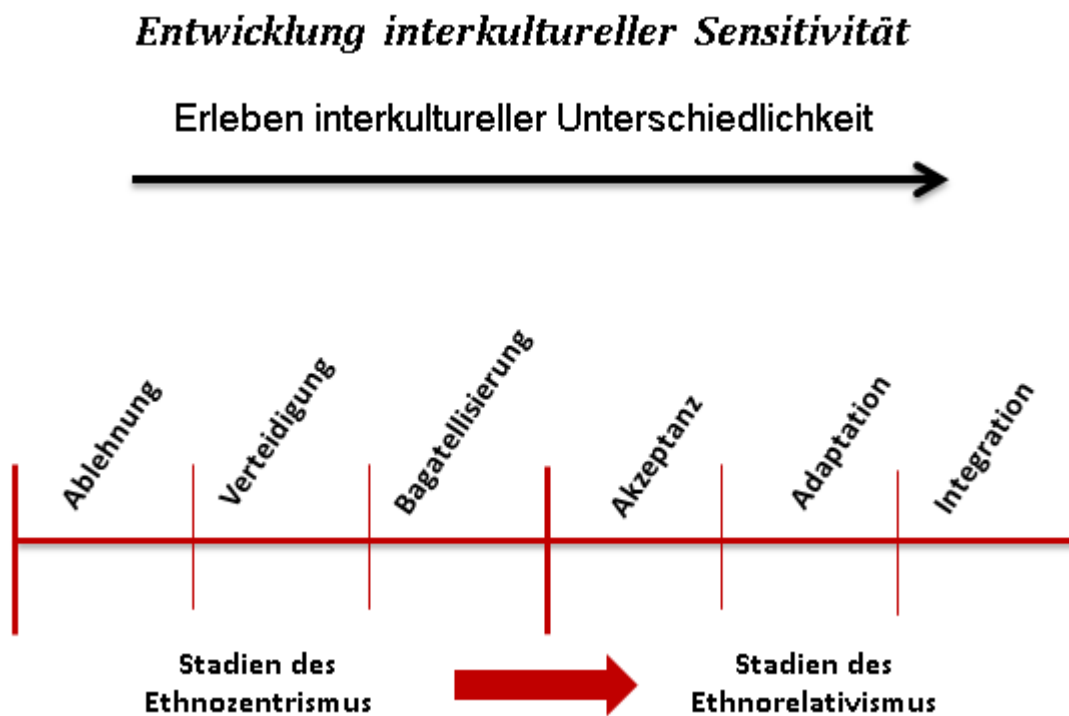 Entwicklung interkultureller Sensitivität
Erleben interkultureller Unterschiedlichkeit
Ablehnung
Verteidigung
Bagatellisierung
Akzeptanz
Adaptation
Integration
Stadien des
Ethnozentrismus
Stadien des
Ethnorelativismus